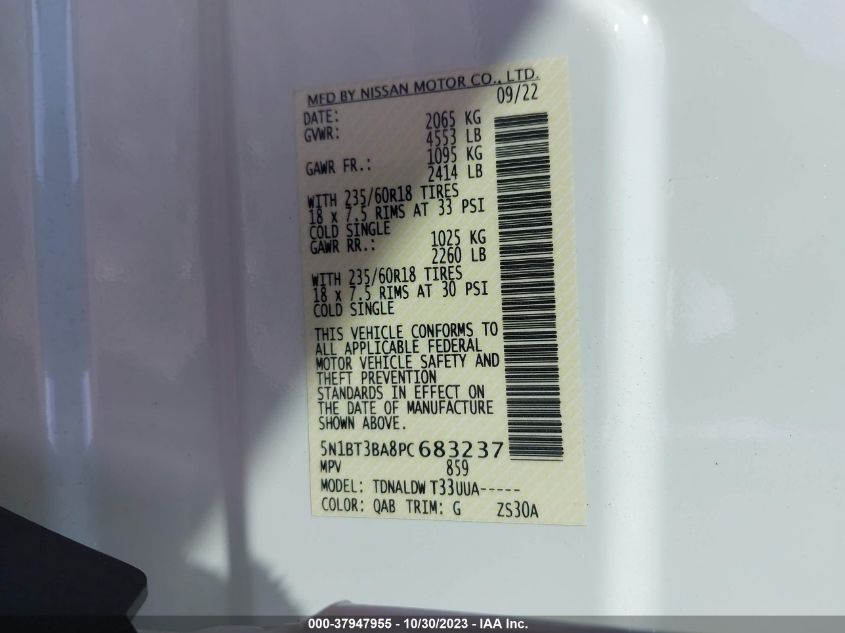 MFD BY NISSAN MOTOR CO., LTD.
DATE: 09/22
GVWR: 2065 KG
4553 LB
GAWR FR.: 1095 KG
2414 LB
WITH 235/60R18 TIRES
18 x 7.5 RIMS AT 33 PSI
COLD SINGLE
GAWR RR.: 1025 KG
2260 LB
WITH 235/60R18 TIRES
18 x 7.5 RIMS AT 30 PSI
COLD SINGLE
THIS VEHICLE CONFORMS TO
ALL APPLICABLE FEDERAL
MOTOR VEHICLE SAFETY AND
THEFT PREVENTION
STANDARDS IN EFFECT ON
THE DATE OF MANUFACTURE
SHOWN ABOVE.
5N1BT3BA8PC683237
MPV 859
MODEL: TDNALDW T33UUA-----
COLOR: QAB TRIM: G ZS30A
000-37947955 - 10/30/2023 - IAA Inc.